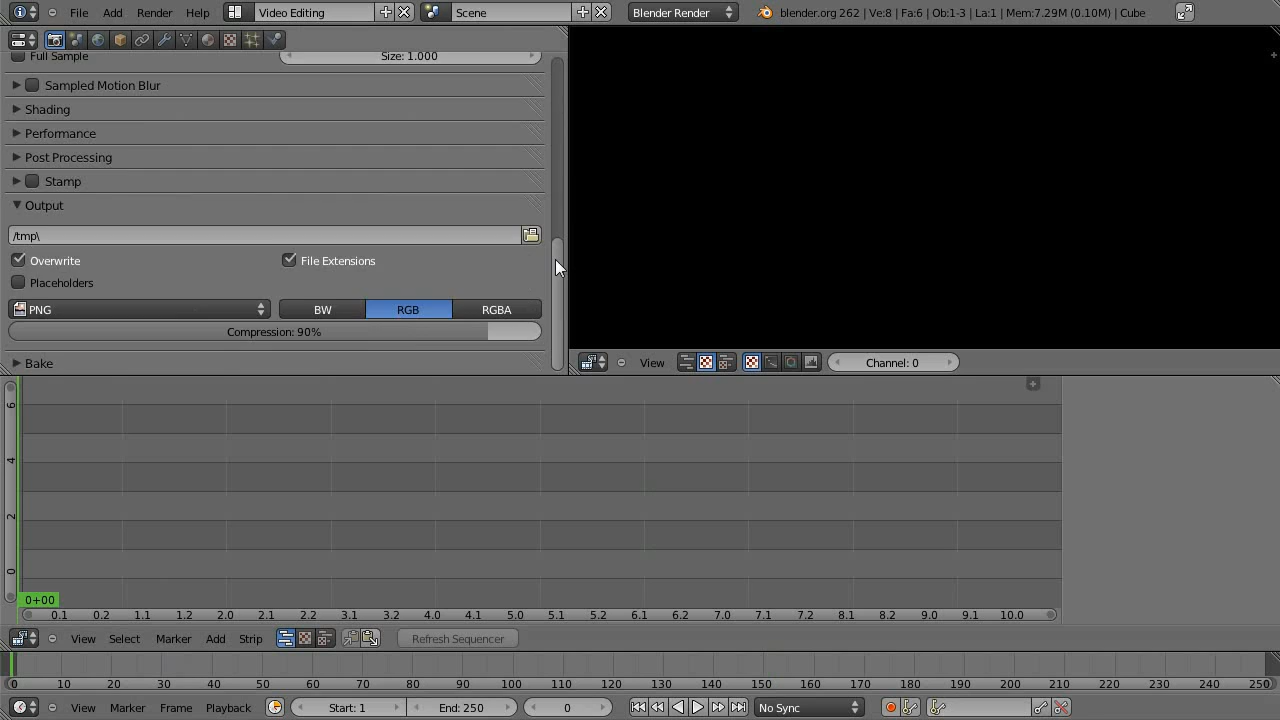 File Add Render Help Video Editing Scene Blender Render blender.org 262 | Ve:8 | Fa:6 | Ob:1-3 | La:1 | Mem:7.29M (0.10M) | Cube
Full Sample Size: 1.000
Sampled Motion Blur
Shading
Performance
Post Processing
Stamp
Output
/tmp\
Overwrite File Extensions
Placeholders
PNG BW RGB RGBA
Compression: 90%
Bake
View Channel: 0
6
4
2
0
0+00
0.1 0.2 1.1 1.2 2.0 2.1 2.2 3.1 3.2 4.0 4.1 4.2 5.0 5.1 5.2 6.1 6.2 7.0 7.1 7.2 8.1 8.2 9.0 9.1 10.0
View Select Marker Add Strip Refresh Sequencer
0 10 20 30 40 50 60 70 80 90 100 110 120 130 140 150 160 170 180 190 200 210 220 230 240 250
View Marker Frame Playback Start: 1 End: 250 0 No Sync